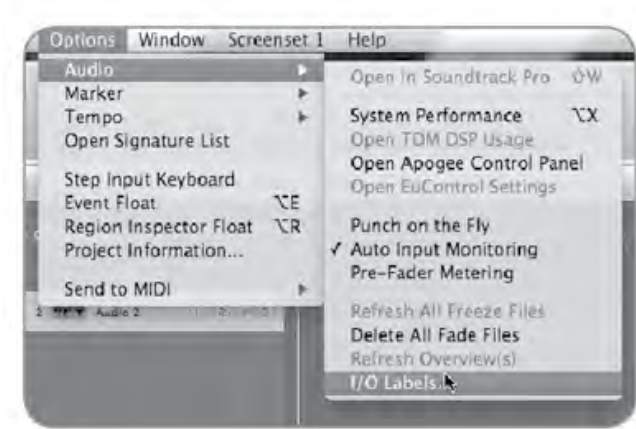 Options Window Screenset 1 Help
Audio
Marker
Tempo
Open Signature List
Step Input Keyboard
Event Float ⌥E
Region Inspector Float ⌥R
Project Information...
Send to MIDI
2 Audio 2
Open in Soundtrack Pro ⇧W
System Performance ⌥X
Open TDM DSP Usage
Open Apogee Control Panel
Open EuControl Settings
Punch on the Fly
✓ Auto Input Monitoring
Pre-Fader Metering
Refresh All Freeze Files
Delete All Fade Files
Refresh Overview(s)
I/O Labels...